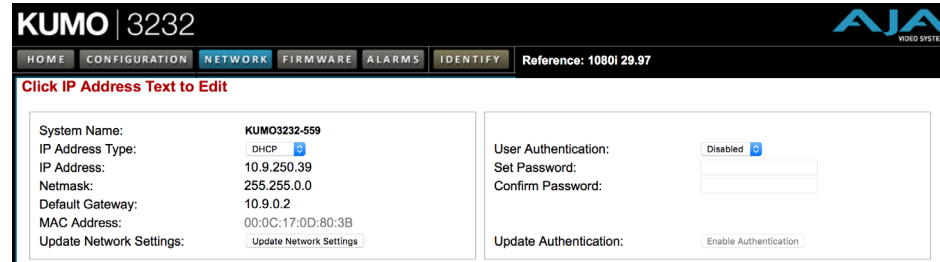 KUMO | 3232
AJA
VIDEO SYSTE
HOME CONFIGURATION NETWORK FIRMWARE ALARMS IDENTIFY Reference: 1080i 29.97
Click IP Address Text to Edit
System Name: KUMO3232-559
IP Address Type: DHCP
IP Address: 10.9.250.39
Netmask: 255.255.0.0
Default Gateway: 10.9.0.2
MAC Address: 00:0C:17:0D:80:3B
Update Network Settings: Update Network Settings
User Authentication: Disabled
Set Password:
Confirm Password:
Update Authentication: Enable Authentication